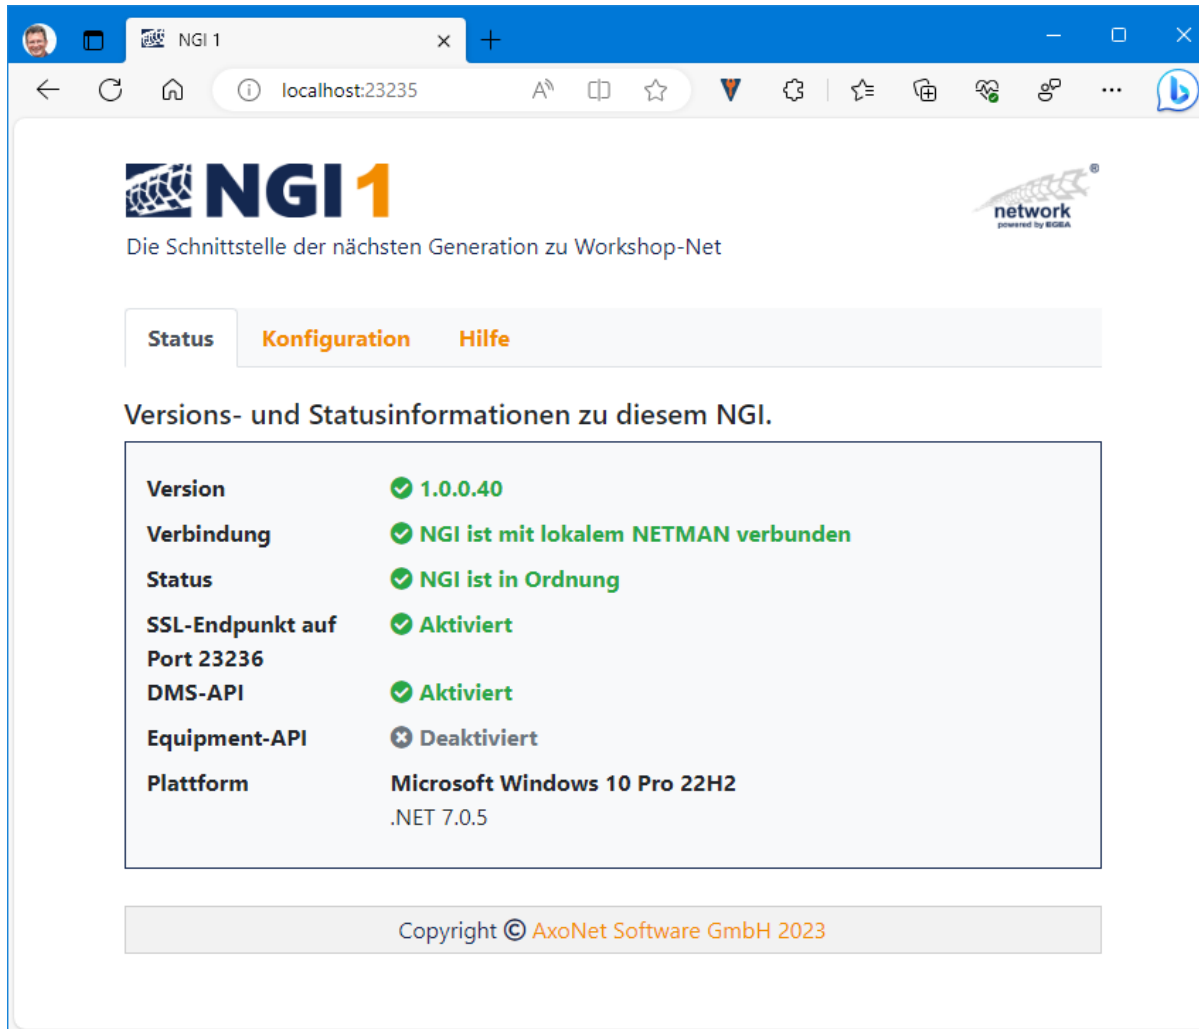 NGI 1
localhost:23235
NGI 1
network
powered by EGEA
®
Die Schnittstelle der nächsten Generation zu Workshop-Net
Status Konfiguration Hilfe
Versions- und Statusinformationen zu diesem NGI.
Version 1.0.0.40
Verbindung NGI ist mit lokalem NETMAN verbunden
Status NGI ist in Ordnung
SSL-Endpunkt auf Aktiviert
Port 23236
DMS-API Aktiviert
Equipment-API Deaktiviert
Plattform Microsoft Windows 10 Pro 22H2
.NET 7.0.5
Copyright © AxoNet Software GmbH 2023